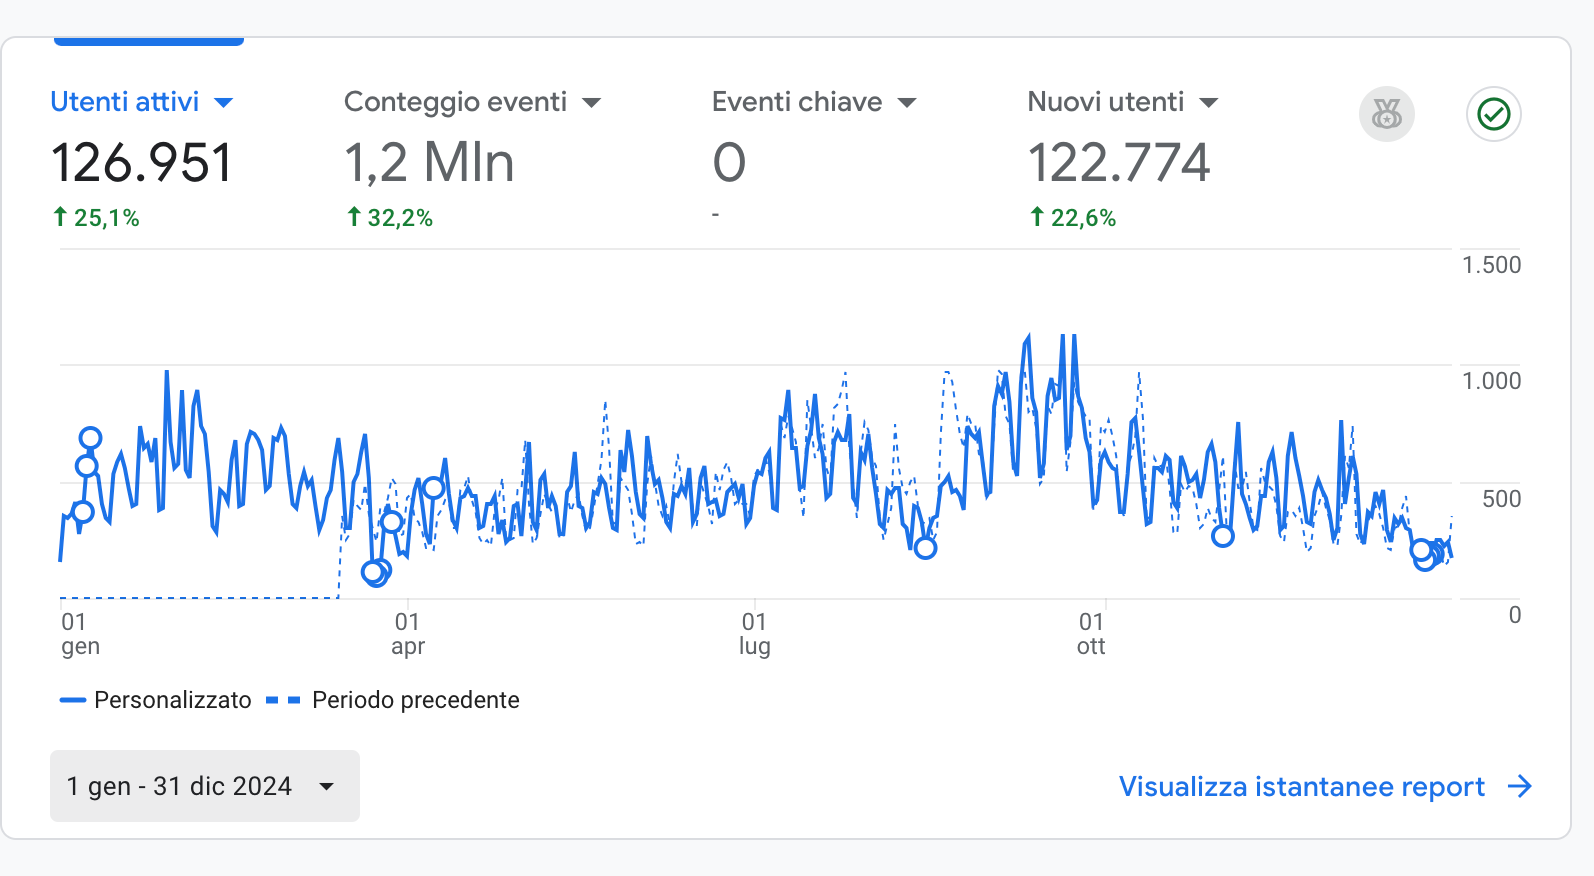 Utenti attivi
126.951
25,1%
Conteggio eventi
1,2 Mln
32,2%
Eventi chiave
0
-
Nuovi utenti
122.774
22,6%
1.500
1.000
500
0
01
gen
01
apr
01
lug
01
ott
Personalizzato
Periodo precedente
1 gen - 31 dic 2024
Visualizza istantanee report